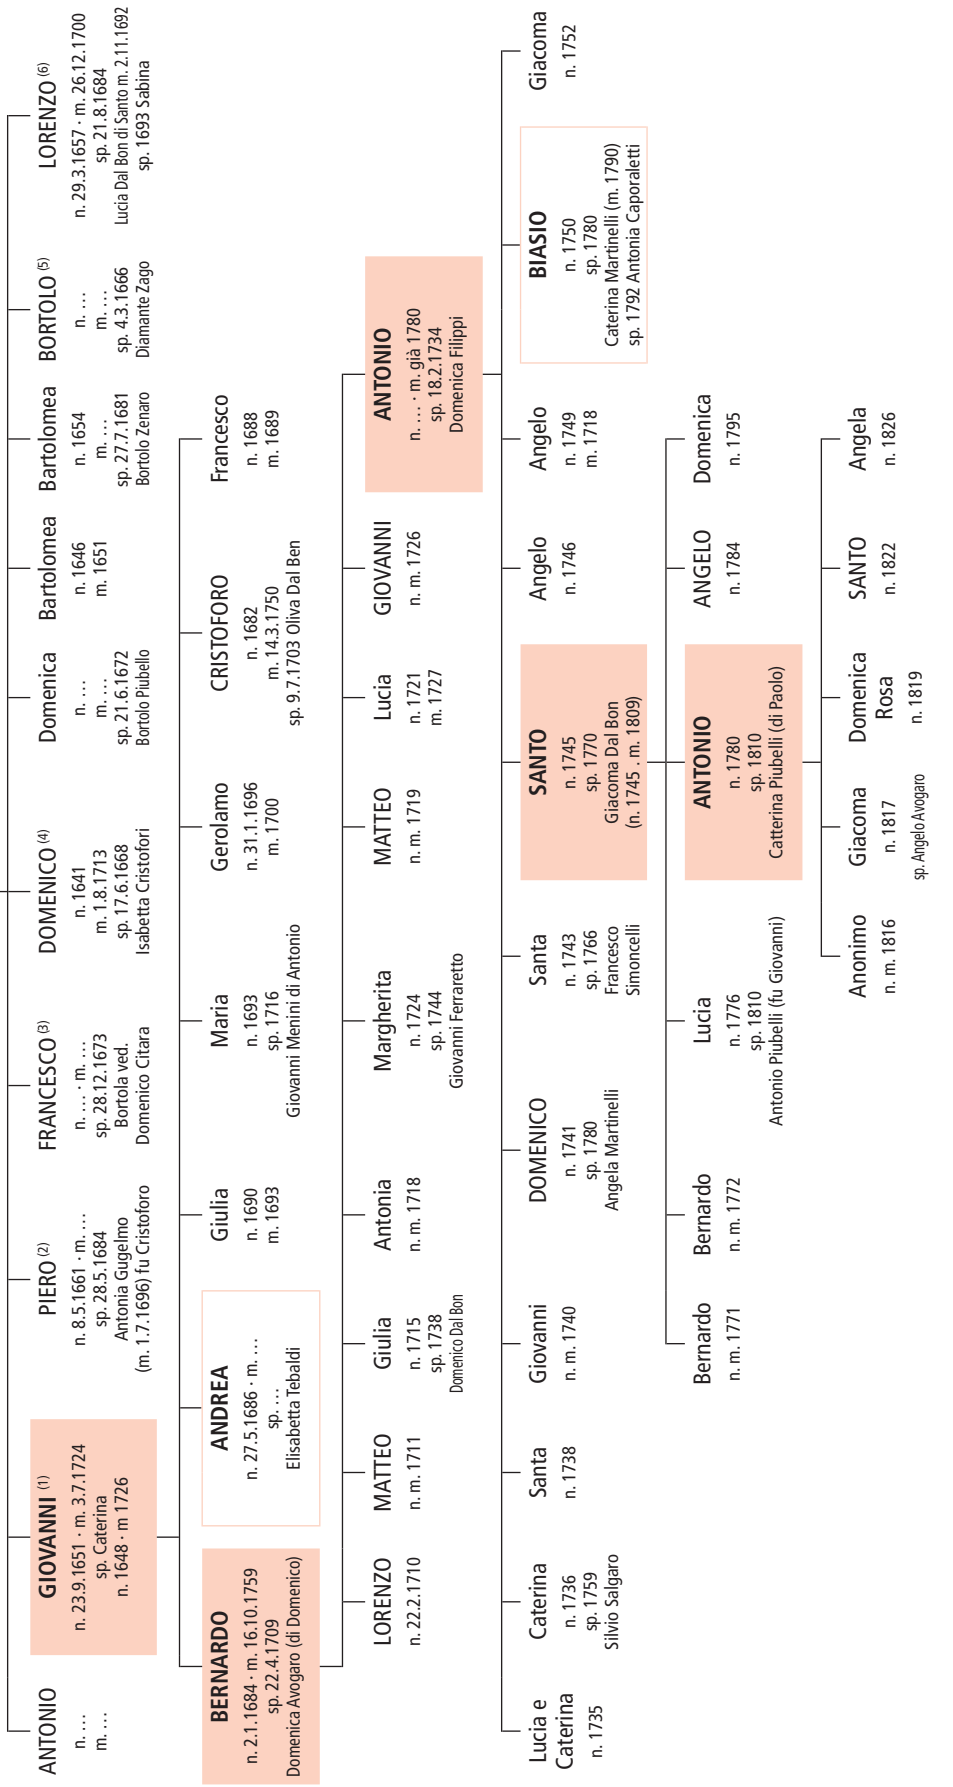 ANTONIO
n. …
m. …
GIOVANNI (1)
n. 23.9.1651 · m. 3.7.1724
sp. Caterina
n. 1648 · m 1726
PIERO (2)
n. 8.5.1661 · m. …
sp. 28.5.1684
Antonia Gugelmo
(m. 1.7.1696) fu Cristoforo
FRANCESCO (3)
n. … · m. …
sp. 28.12.1673
Bortola ved.
Domenico Citara
DOMENICO (4)
n. 1641
m. 1.8.1713
sp. 17.6.1668
Isabetta Cristofori
Domenica
n. …
m. …
sp. 21.6.1672
Bortolo Piubello
Bartolomea
n. 1646
m. 1651
Bartolomea
n. 1654
m. …
sp. 27.7.1681
Bortolo Zenaro
BORTOLO (5)
n. …
m. …
sp. 4.3.1666
Diamante Zago
LORENZO (6)
n. 29.3.1657 · m. 26.12.1700
sp. 21.8.1684
Lucia Dal Bon di Santo m. 2.11.1692
sp. 1693 Sabina
BERNARDO
n. 2.1.1684 · m. 16.10.1759
sp. 22.4.1709
Domenica Avogaro (di Domenico)
ANDREA
n. 27.5.1686 · m. …
sp. …
Elisabetta Tebaldi
Giulia
n. 1690
m. 1693
Maria
n. 1693
sp. 1716
Giovanni Menini di Antonio
Gerolamo
n. 31.1.1696
m. 1700
CRISTOFORO
n. 1682
m. 14.3.1750
sp. 9.7.1703 Oliva Dal Ben
Francesco
n. 1688
m. 1689
LORENZO
n. 22.2.1710
MATTEO
n. m. 1711
Giulia
n. 1715
sp. 1738
Domenico Dal Bon
Antonia
n. m. 1718
Margherita
n. 1724
sp. 1744
Giovanni Ferraretto
MATTEO
n. m. 1719
Lucia
n. 1721
m. 1727
GIOVANNI
n. m. 1726
ANTONIO
n. … · m. già 1780
sp. 18.2.1734
Domenica Filippi
Lucia e
Caterina
n. 1735
Caterina
n. 1736
sp. 1759
Silvio Salgaro
Santa
n. 1738
Giovanni
n. m. 1740
DOMENICO
n. 1741
sp. 1780
Angela Martinelli
Santa
n. 1743
sp. 1766
Francesco
Simoncelli
SANTO
n. 1745
sp. 1770
Giacoma Dal Bon
(n. 1745 . m. 1809)
Angelo
n. 1746
Angelo
n. 1749
m. 1718
BIASIO
n. 1750
sp. 1780
Caterina Martinelli (m. 1790)
sp. 1792 Antonia Caporaletti
Giacoma
n. 1752
Bernardo
n. m. 1771
Bernardo
n. m. 1772
Lucia
n. 1776
sp. 1810
Antonio Piubelli (fu Giovanni)
ANTONIO
n. 1780
sp. 1810
Catterina Piubelli (di Paolo)
ANGELO
n. 1784
Domenica
n. 1795
Anonimo
n. m. 1816
Giacoma
n. 1817
sp. Angelo Avogaro
Domenica
Rosa
n. 1819
SANTO
n. 1822
Angela
n. 1826